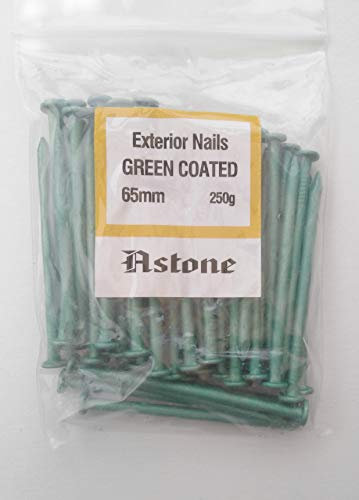 Exterior Nails
GREEN COATED
65mm 250g
Astone